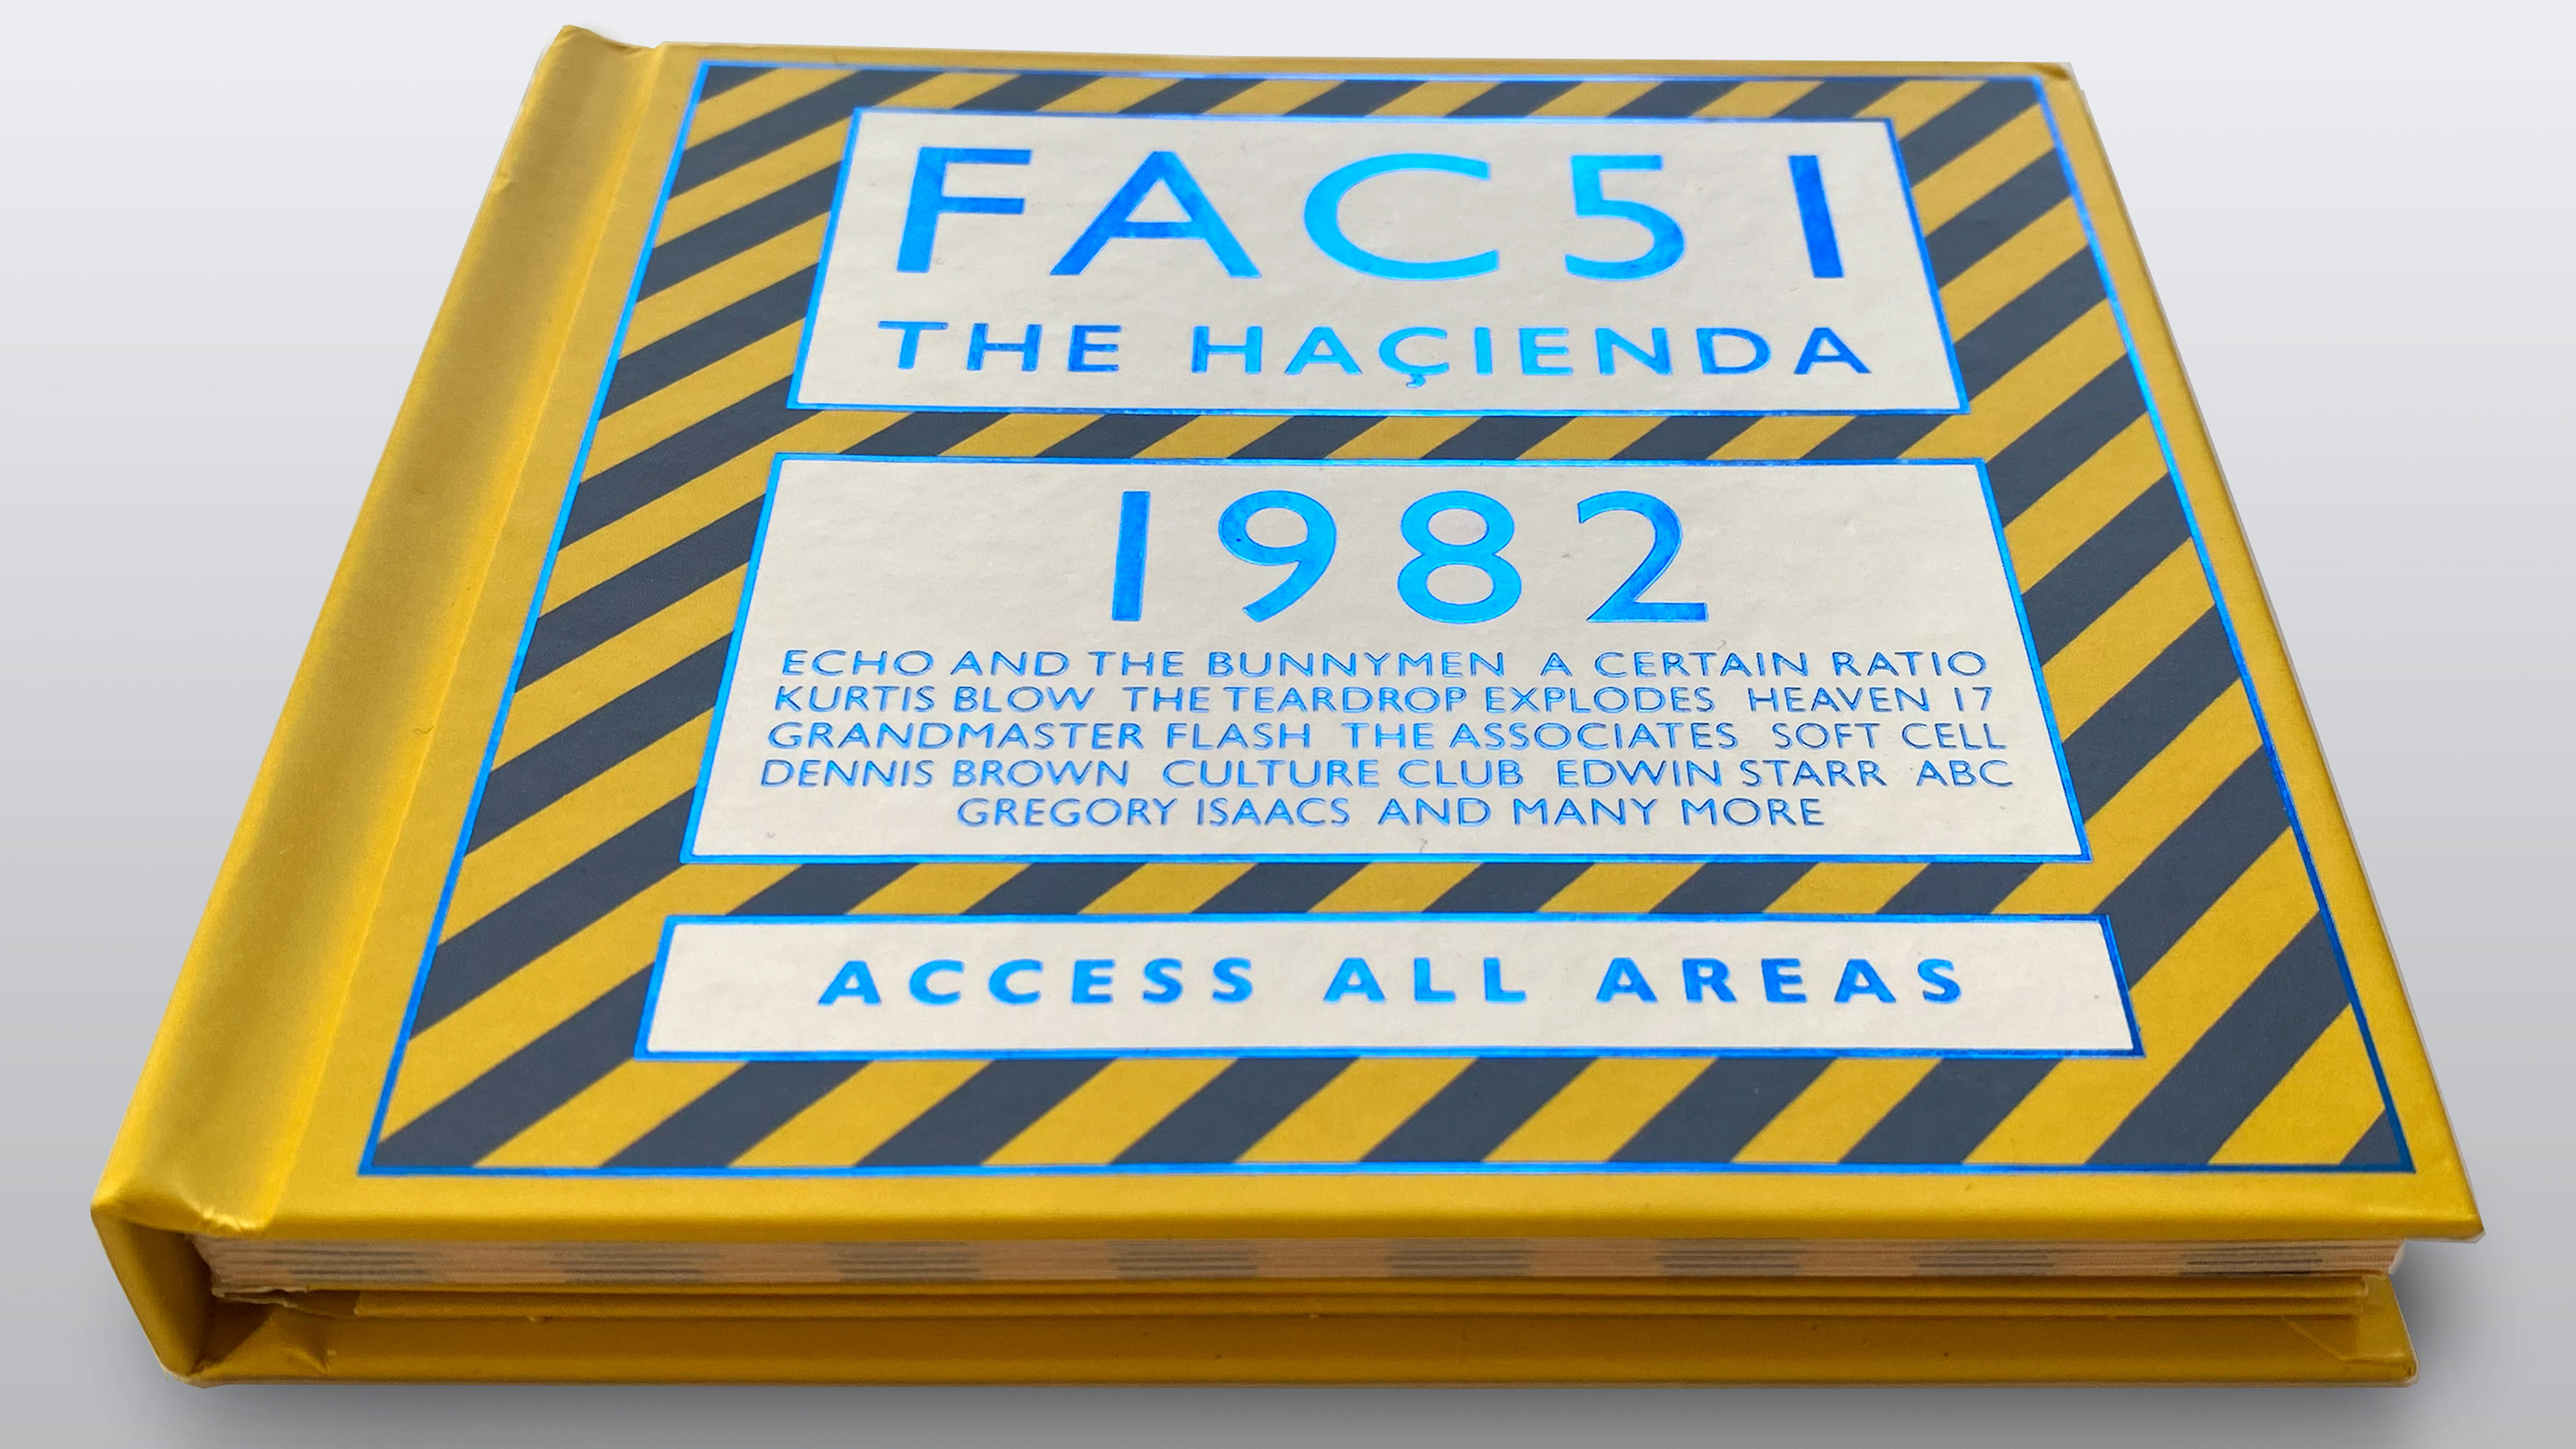 FAC51
THE HAÇIENDA
1982
ECHO AND THE BUNNYMEN A CERTAIN RATIO
KURTIS BLOW THE TEARDROP EXPLODES HEAVEN 17
GRANDMASTER FLASH THE ASSOCIATES SOFT CELL
DENNIS BROWN CULTURE CLUB EDWIN STARR ABC
GREGORY ISAACS AND MANY MORE
ACCESS ALL AREAS